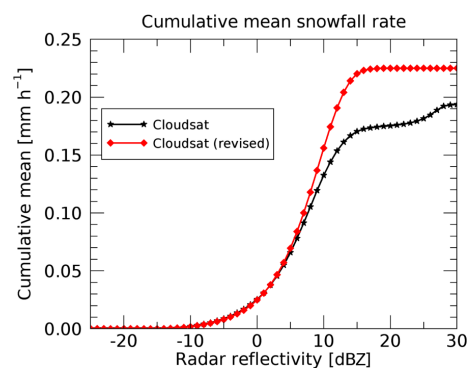 Cumulative mean snowfall rate
0.25
0.20
0.15
0.10
0.05
0.00
Cumulative mean [mm h⁻¹]
Cloudsat
Cloudsat (revised)
-20 -10 0 10 20 30
Radar reflectivity [dBZ]